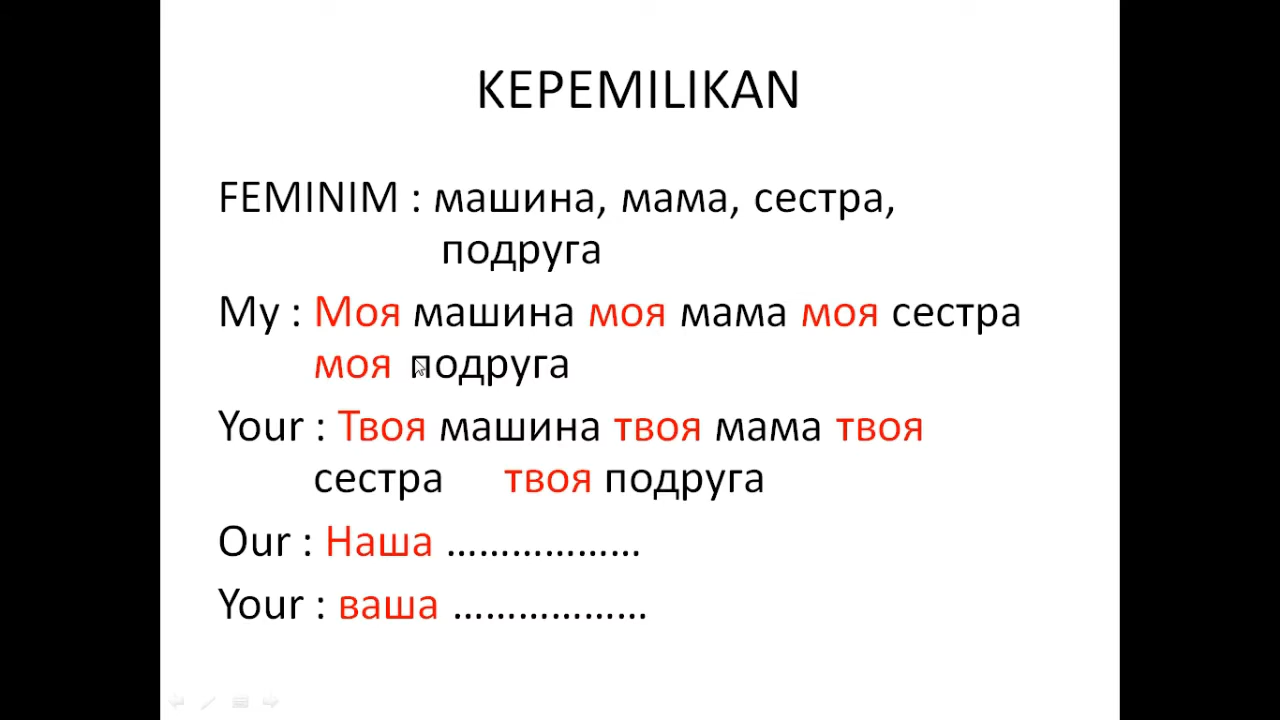 KEPEMILIKAN
FEMINIM : машина, мама, сестра,
подруга
My : Моя машина моя мама моя сестра
моя подруга
Your : Твоя машина твоя мама твоя
сестра твоя подруга
Our : Наша ………………
Your : ваша ………………